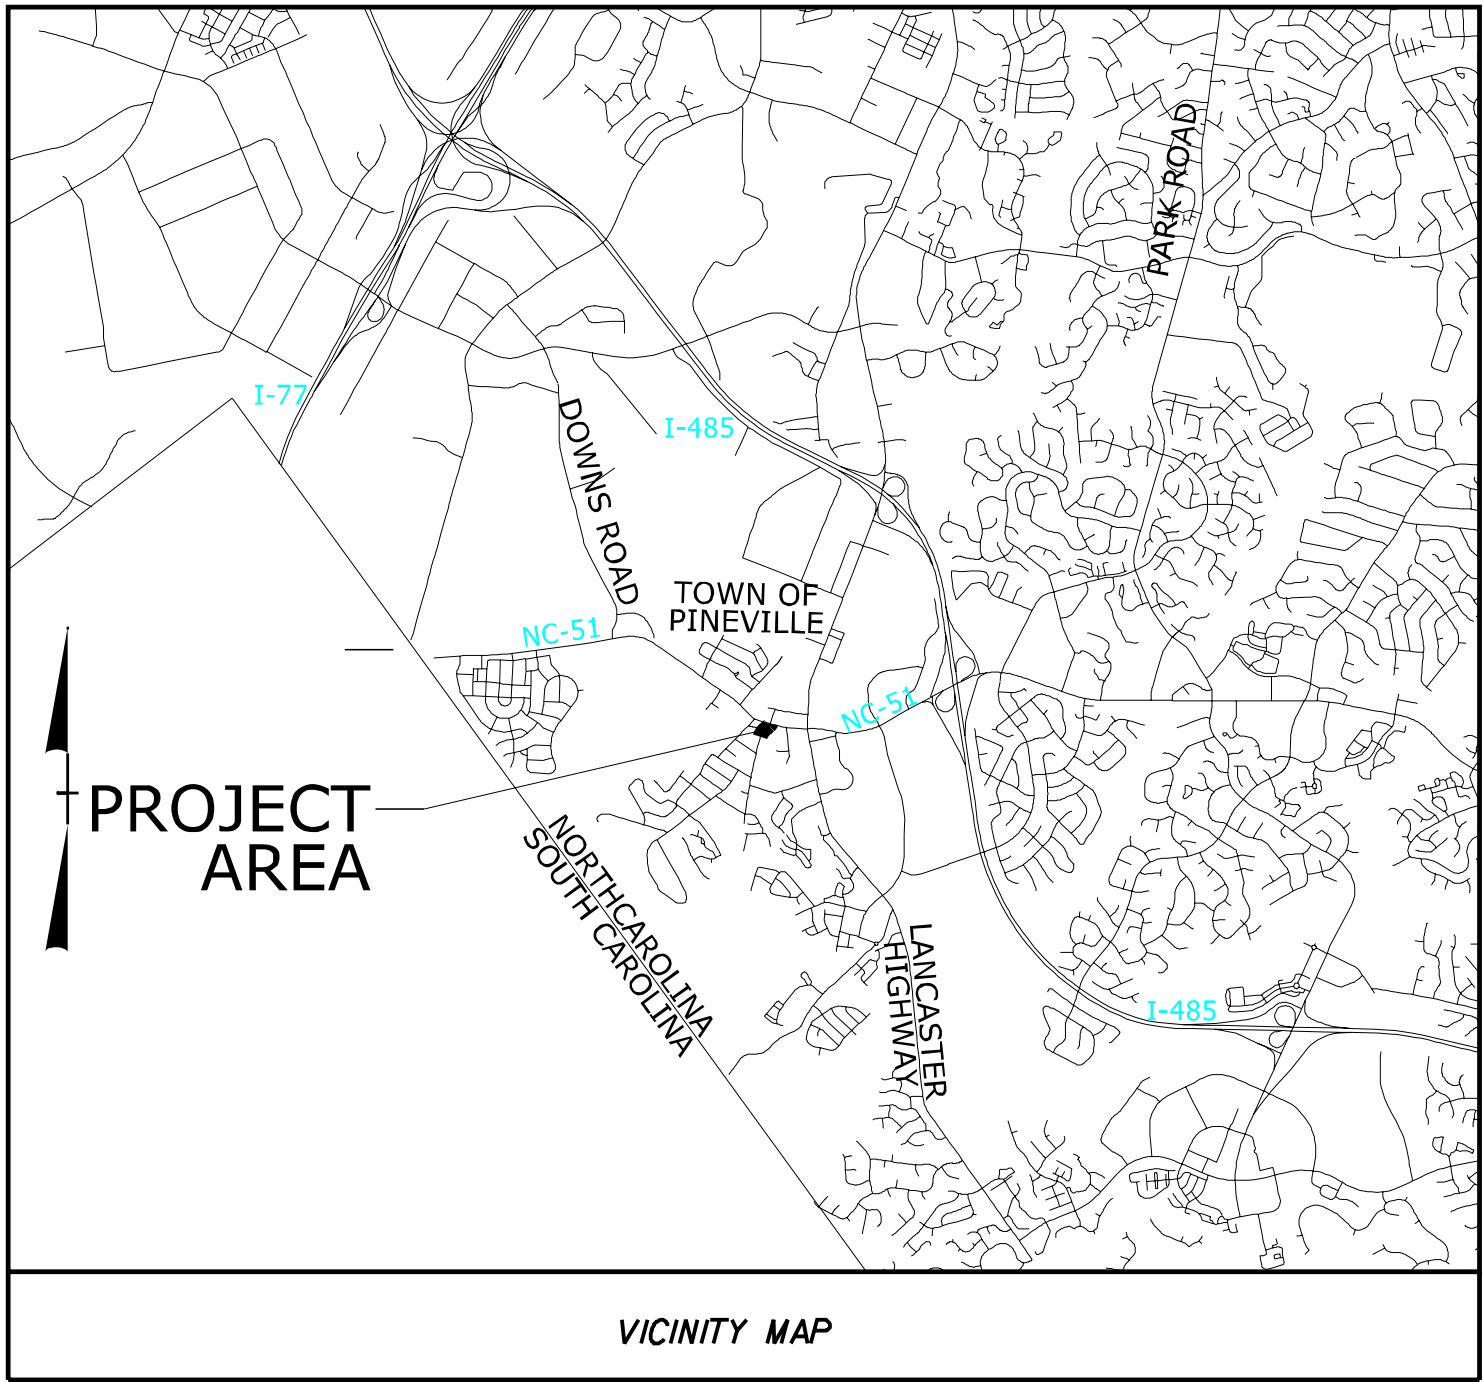 PARK ROAD
I-77
I-485
DOWNS ROAD
TOWN OF
PINEVILLE
NC-51
NC-51
PROJECT
AREA
NORTHCAROLINA
SOUTH CAROLINA
LANCASTER
HIGHWAY
I-485
VICINITY MAP